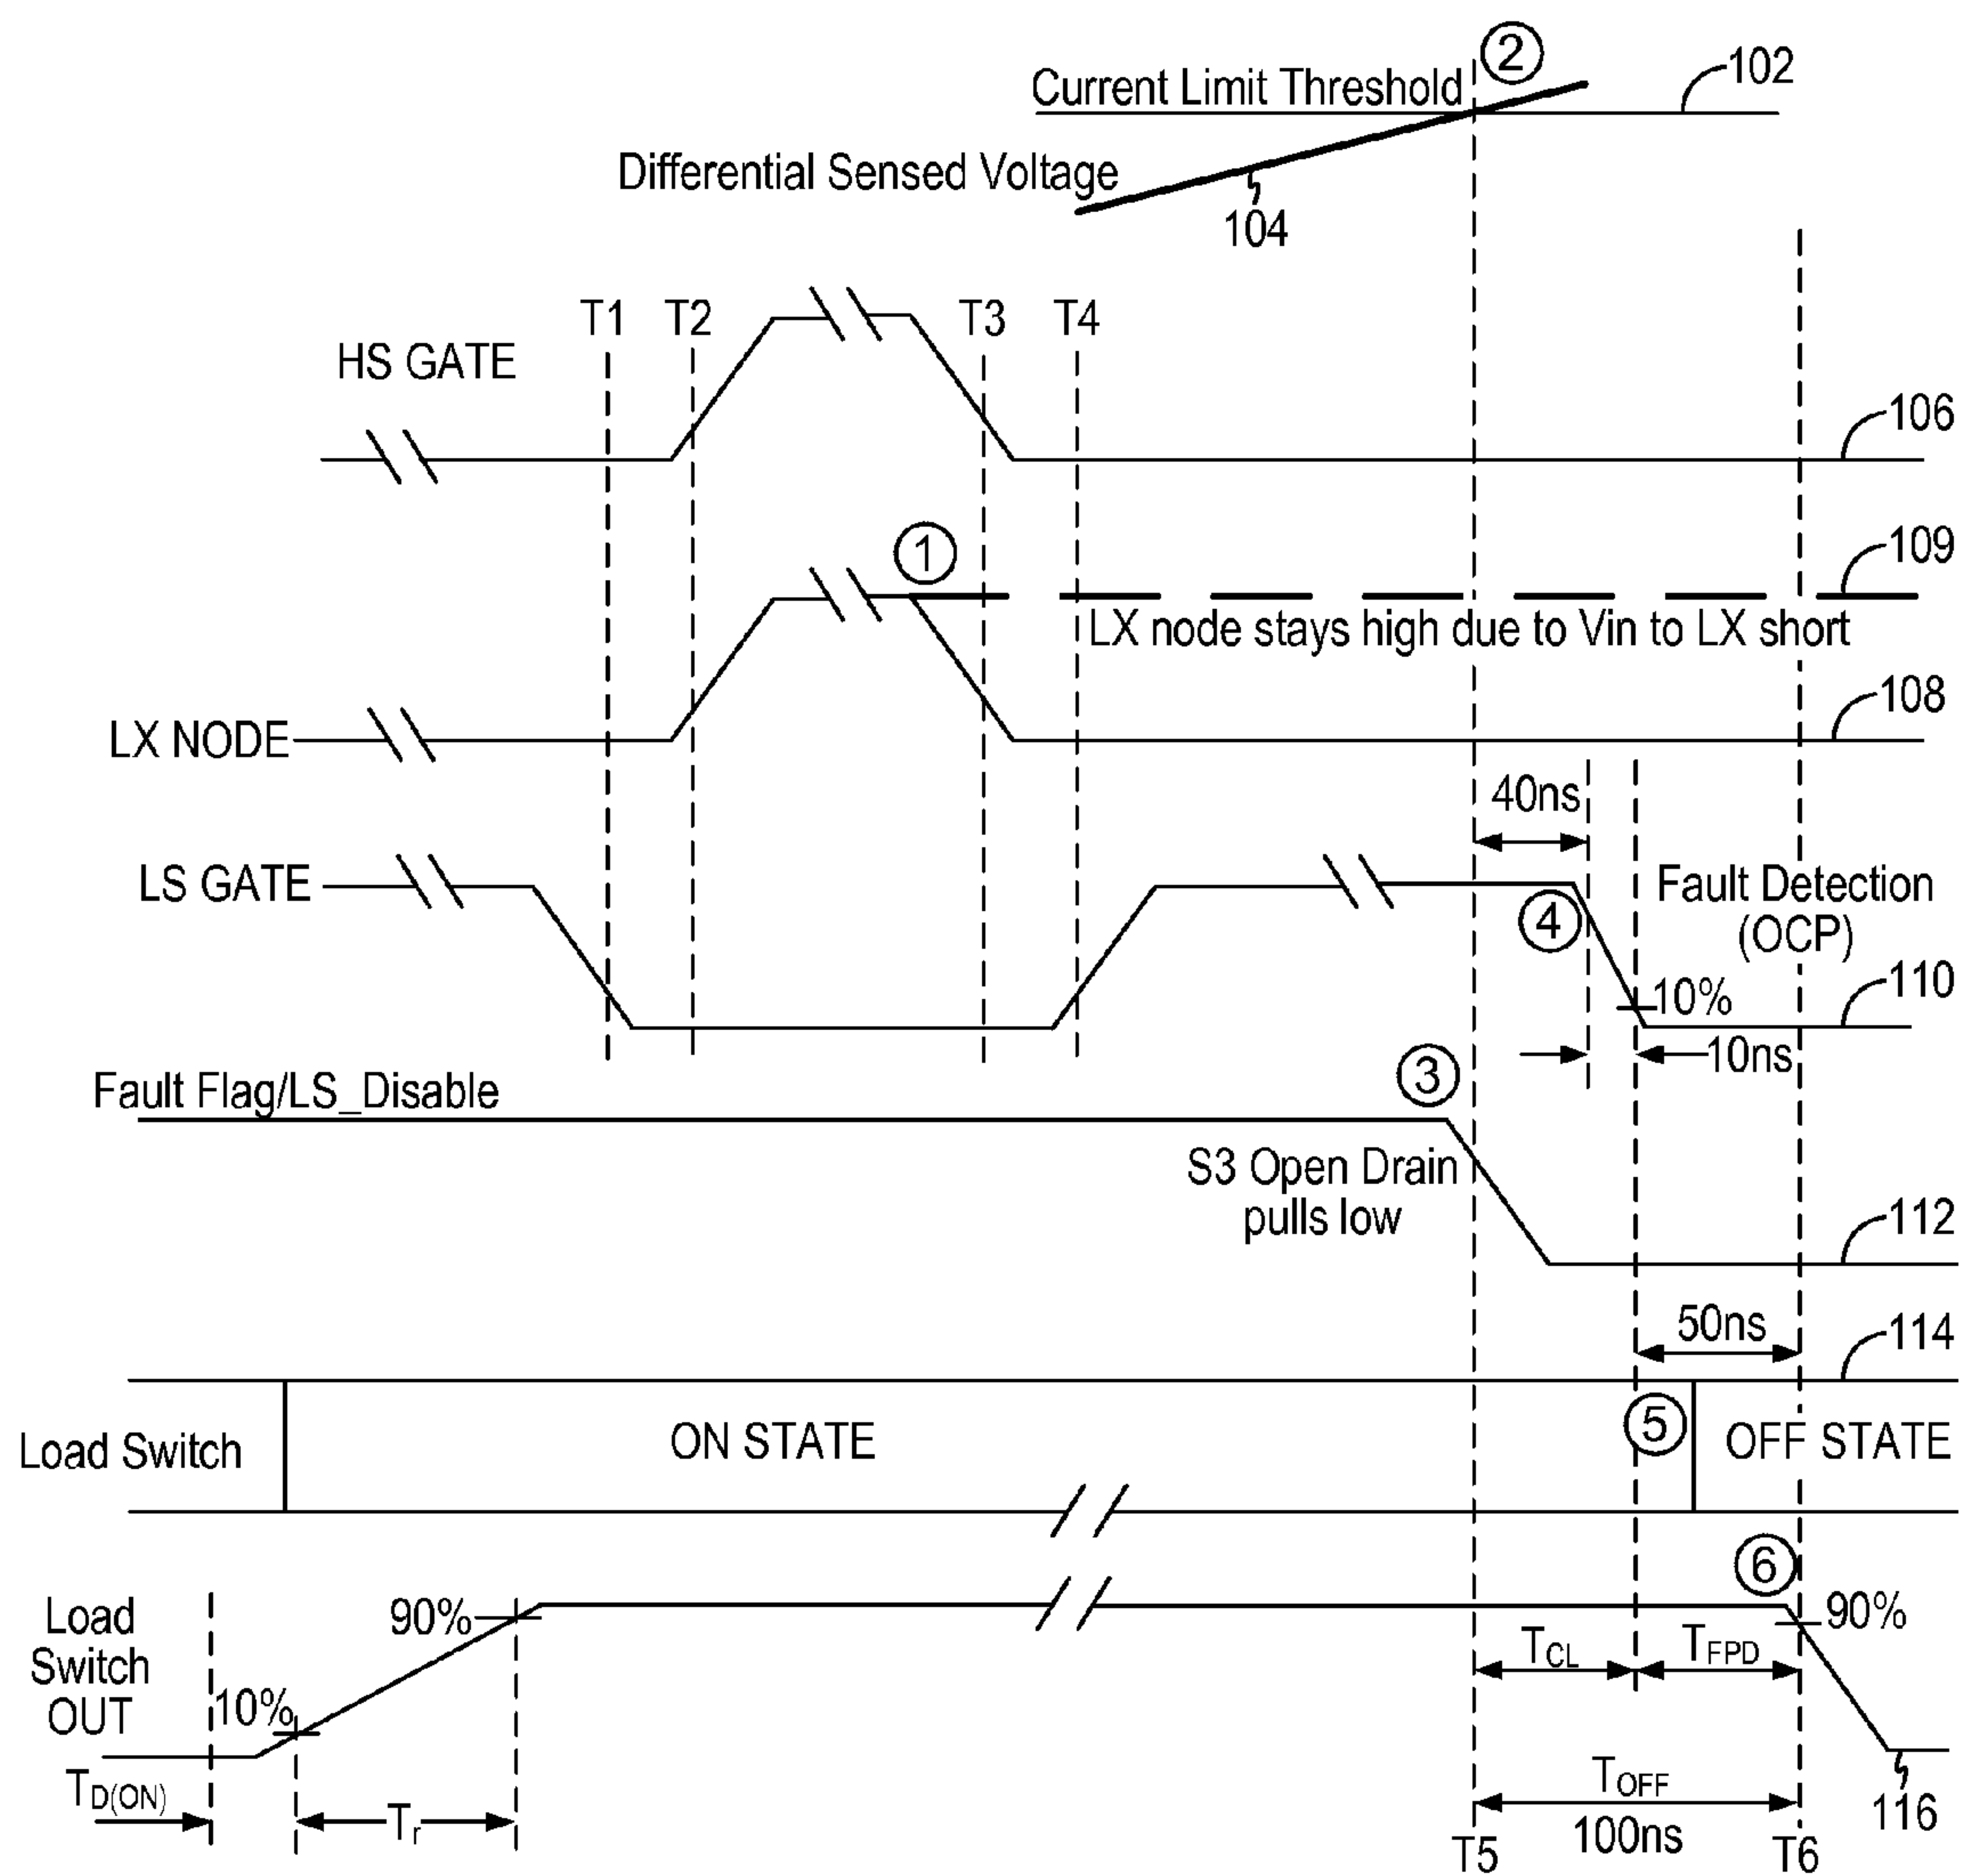 2
Current Limit Threshold
102
Differential Sensed Voltage
104
T1 T2 T3 T4
HS GATE
106
1
109
LX node stays high due to Vin to LX short
LX NODE
108
40ns
LS GATE
4
Fault Detection
(OCP)
10%
110
10ns
3
Fault Flag/LS_Disable
S3 Open Drain
pulls low
112
50ns
114
Load Switch
ON STATE
5
OFF STATE
6
Load
Switch
OUT
90%
10%
90%
TCL
TFPD
TD(ON)
Tr
TOFF
100ns
116
T5
T6